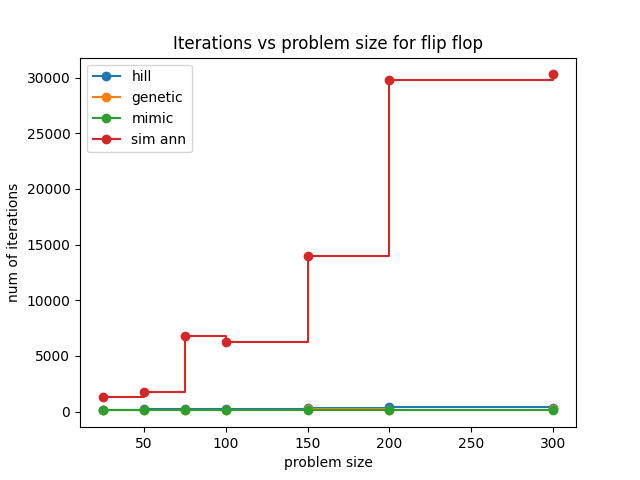 Iterations vs problem size for flip flop
hill
genetic
mimic
sim ann
num of iterations
30000
25000
20000
15000
10000
5000
0
50
100
150
200
250
300
problem size